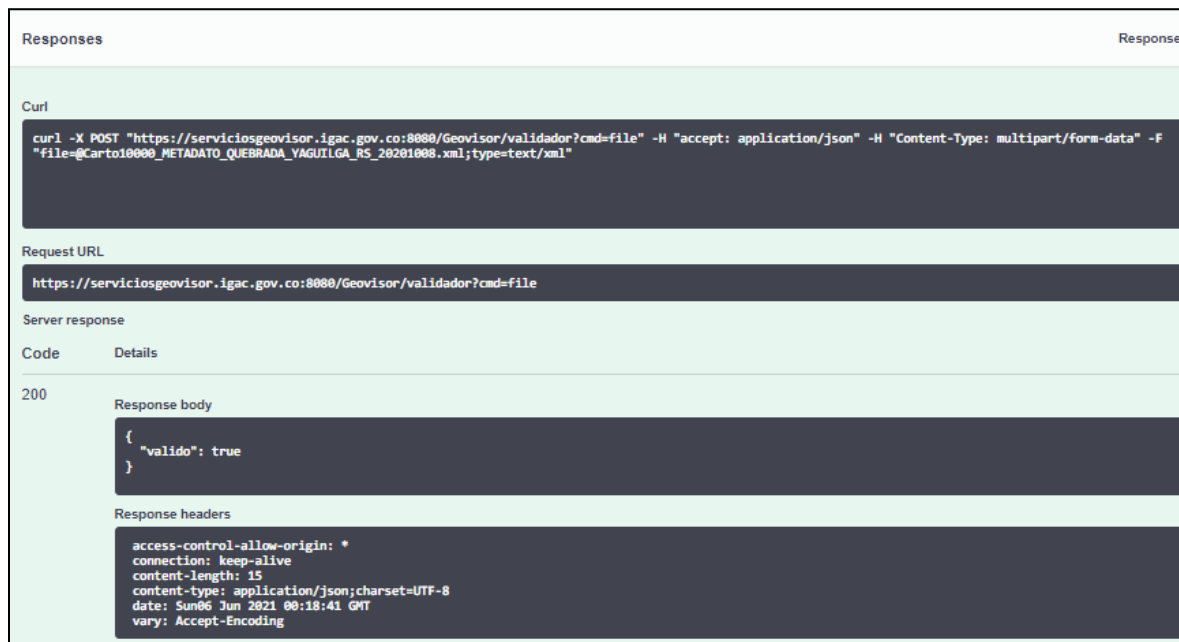 Responses
Response
Curl
curl -X POST "https://serviciosgeovisor.igac.gov.co:8080/Geovisor/validador?cmd=file" -H "accept: application/json" -H "Content-Type: multipart/form-data" -F
"file=@Carto10000_METADATO_QUEBRADA_YAGUILGA_RS_20201008.xml;type=text/xml"
Request URL
https://serviciosgeovisor.igac.gov.co:8080/Geovisor/validador?cmd=file
Server response
Code Details
200
Response body
{
"valido": true
}
Response headers
access-control-allow-origin: *
connection: keep-alive
content-length: 15
content-type: application/json;charset=UTF-8
date: Sun06 Jun 2021 00:18:41 GMT
vary: Accept-Encoding